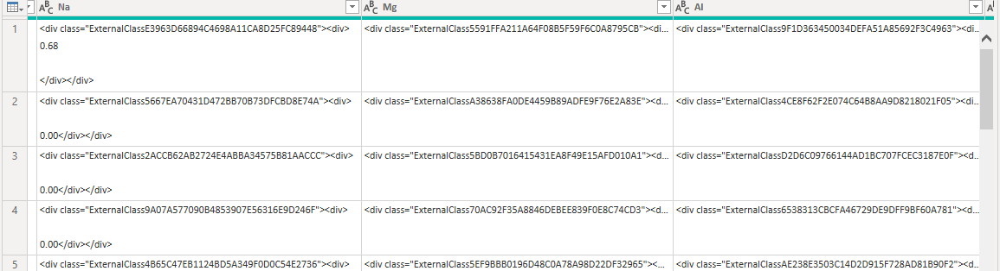 ABC Na ABC Mg ABC Al AB
1 <div class="ExternalClassE3963D66894C4698A11CA8D25FC89448"><div> <div class="ExternalClass5591FFA211A64F08B5F59F6C0A8795CB"><d... <div class="ExternalClass9F1D363450034DEFA51A85692F3C4963"><di...
0.68
</div></div>
2 <div class="ExternalClass5667EA70431D472BB70B73DFCBD8E74A"><div> <div class="ExternalClassA38638FA0DE4459B89ADFE9F76E2A83E"><d... <div class="ExternalClass4CE8F62F2E074C64B8AA9D8218021F05"><di...
0.00</div></div>
3 <div class="ExternalClass2ACCB62AB2724E4ABBA34575B81AACCC"><div> <div class="ExternalClass5BD0B7016415431EA8F49E15AFD010A1"><d... <div class="ExternalClassD2D6C09766144AD1BC707FCEC3187E0F"><d...
0.00</div></div>
4 <div class="ExternalClass9A07A577090B4853907E56316E9D246F"><div> <div class="ExternalClass70AC92F35A8846DEBEE839F0E8C74CD3"><d... <div class="ExternalClass6538313CBCFA46729DE9DFF9BF60A781"><d...
0.00</div></div>
5 <div class="ExternalClass4B65C47EB1124BD5A349F0D0C54E2736"><div> <div class="ExternalClass5EF9BBB0196D48C0A78A98D22DF32965"><... <div class="ExternalClassAE238E3503C14D2D915F728AD81B90F2"><d...